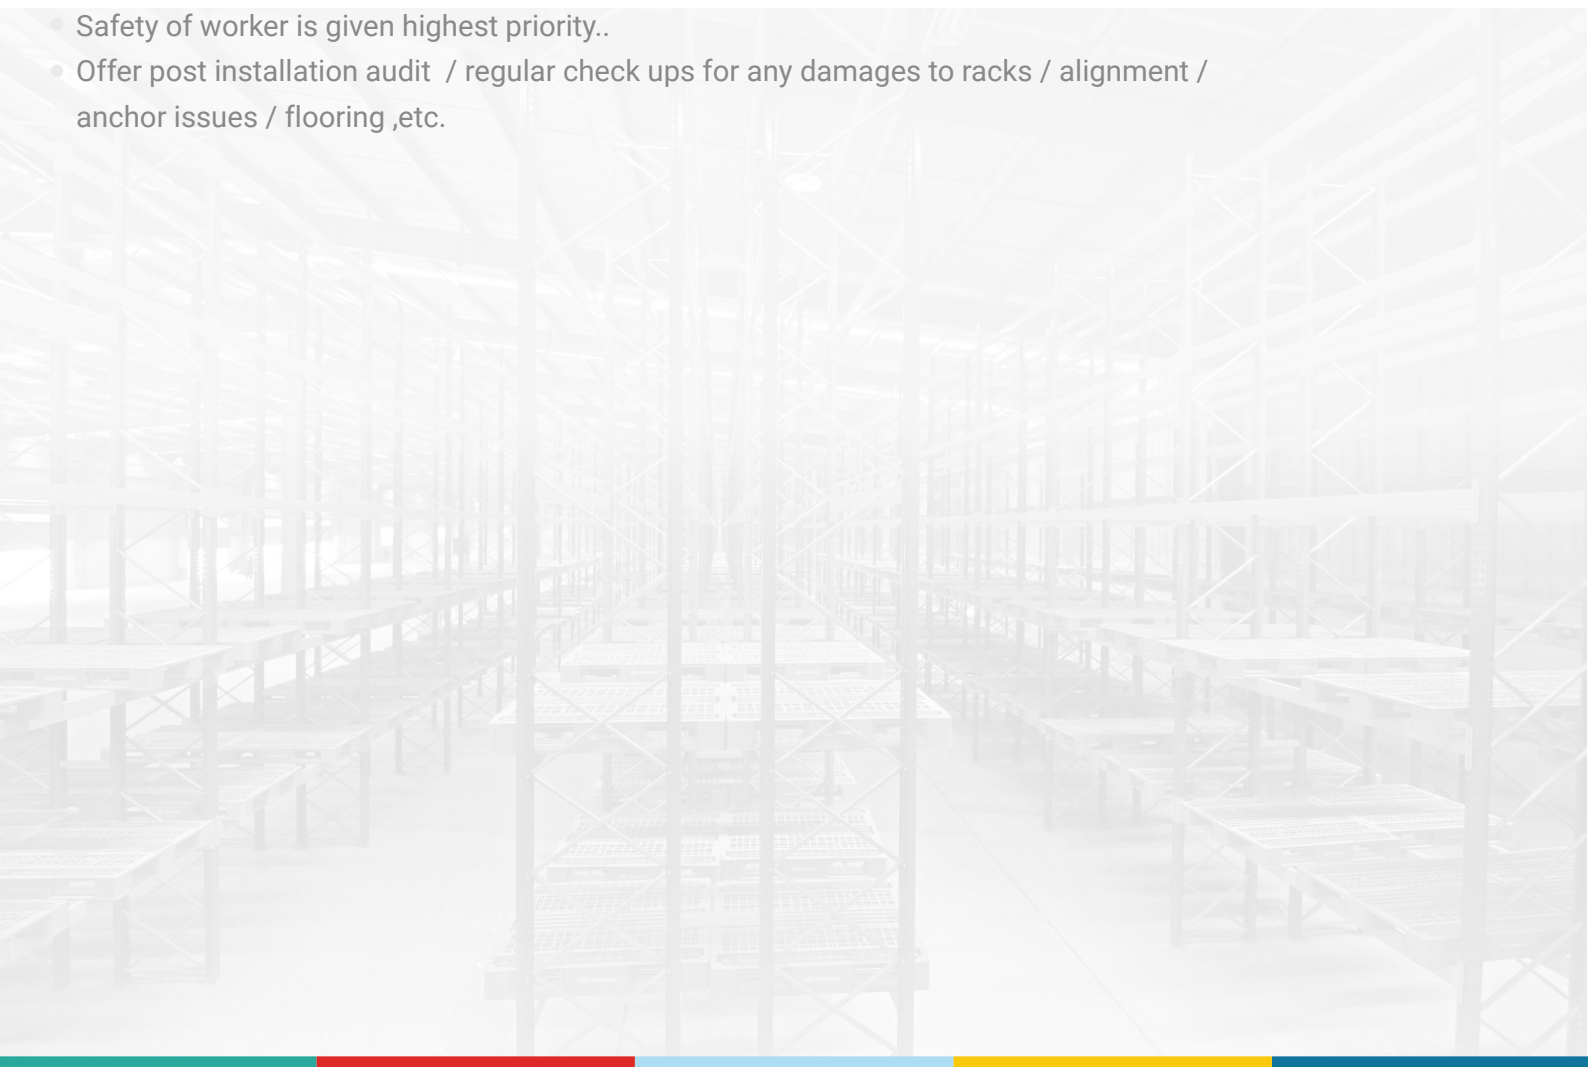 Safety of worker is given highest priority..
Offer post installation audit  / regular check ups for any damages to racks / alignment /
anchor issues / flooring ,etc.